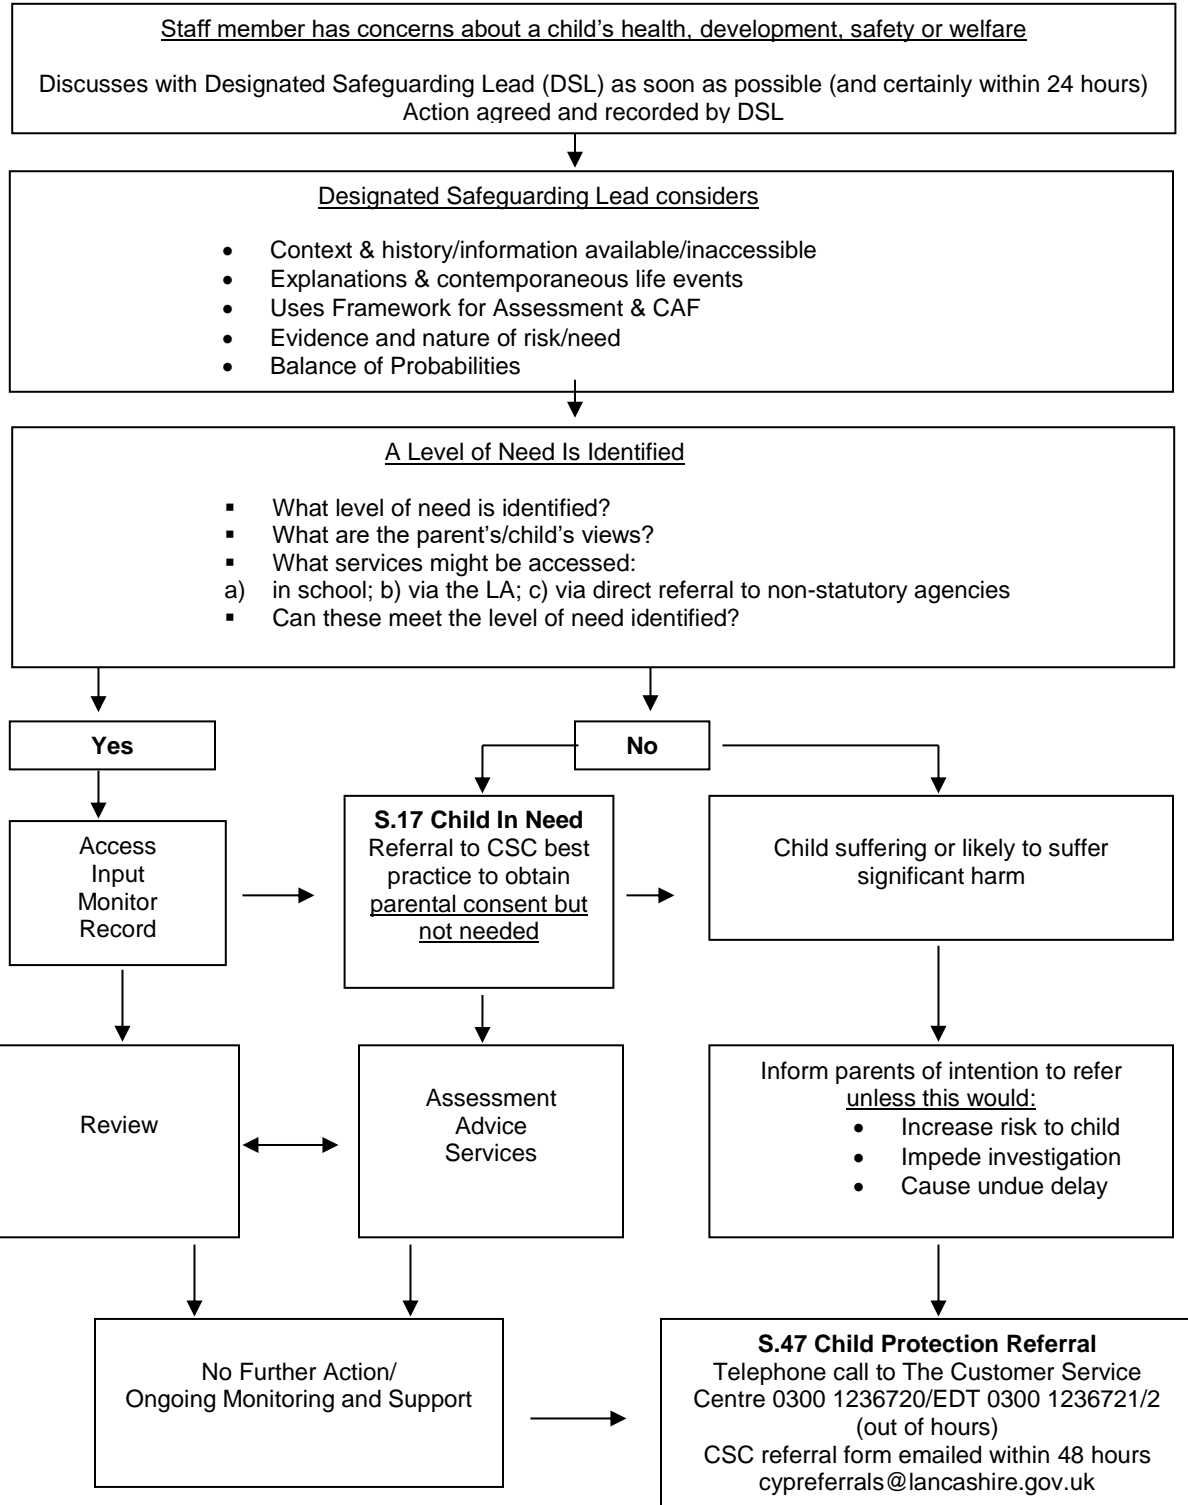 Staff member has concerns about a child's health, development, safety or welfare
Discusses with Designated Safeguarding Lead (DSL) as soon as possible (and certainly within 24 hours)
Action agreed and recorded by DSL
Designated Safeguarding Lead considers
• Context & history/information available/inaccessible
• Explanations & contemporaneous life events
• Uses Framework for Assessment & CAF
• Evidence and nature of risk/need
• Balance of Probabilities
A Level of Need Is Identified
▪ What level of need is identified?
▪ What are the parent's/child's views?
▪ What services might be accessed:
a) in school; b) via the LA; c) via direct referral to non-statutory agencies
▪ Can these meet the level of need identified?
Yes
No
Access
Input
Monitor
Record
S.17 Child In Need
Referral to CSC best
practice to obtain
parental consent but
not needed
Child suffering or likely to suffer
significant harm
Review
Assessment
Advice
Services
Inform parents of intention to refer
unless this would:
• Increase risk to child
• Impede investigation
• Cause undue delay
No Further Action/
Ongoing Monitoring and Support
S.47 Child Protection Referral
Telephone call to The Customer Service
Centre 0300 1236720/EDT 0300 1236721/2
(out of hours)
CSC referral form emailed within 48 hours
cypreferrals@lancashire.gov.uk